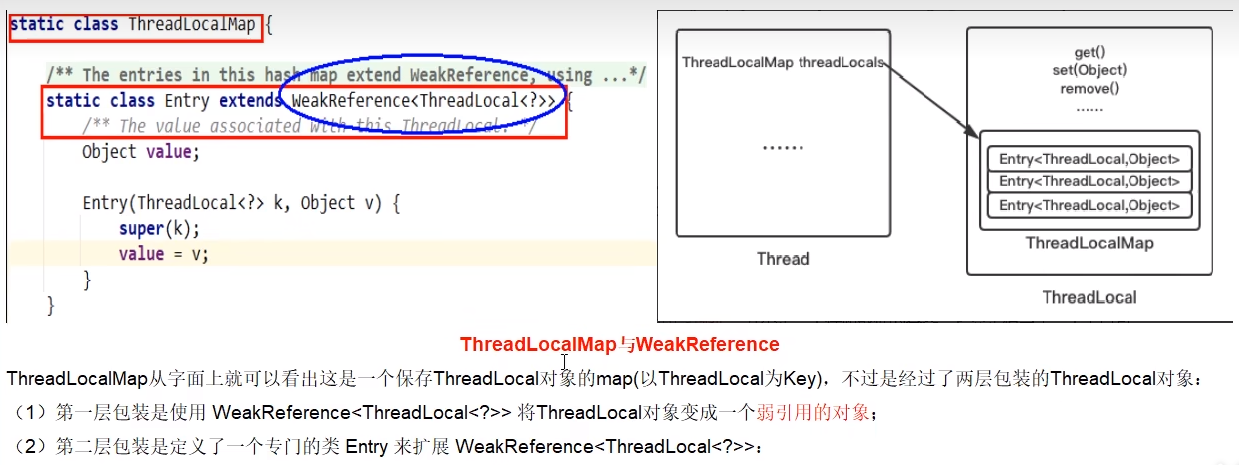 static class ThreadLocalMap {
/** The entries in this hash map extend WeakReference, using ...*/
static class Entry extends WeakReference<ThreadLocal<?>> {
/** The value associated with this ThreadLocal. */
Object value;
Entry(ThreadLocal<?> k, Object v) {
super(k);
value = v;
}
}
ThreadLocalMap threadLocals
……
Thread
get()
set(Object)
remove()
……
Entry<ThreadLocal,Object>
Entry<ThreadLocal,Object>
Entry<ThreadLocal,Object>
ThreadLocalMap
ThreadLocal
ThreadLocalMap与WeakReference
ThreadLocalMap从字面上就可以看出这是一个保存ThreadLocal对象的map(以ThreadLocal为Key)，不过是经过了两层包装的ThreadLocal对象：
（1）第一层包装是使用 WeakReference<ThreadLocal<?>> 将ThreadLocal对象变成一个弱引用的对象；
（2）第二层包装是定义了一个专门的类 Entry 来扩展 WeakReference<ThreadLocal<?>>：